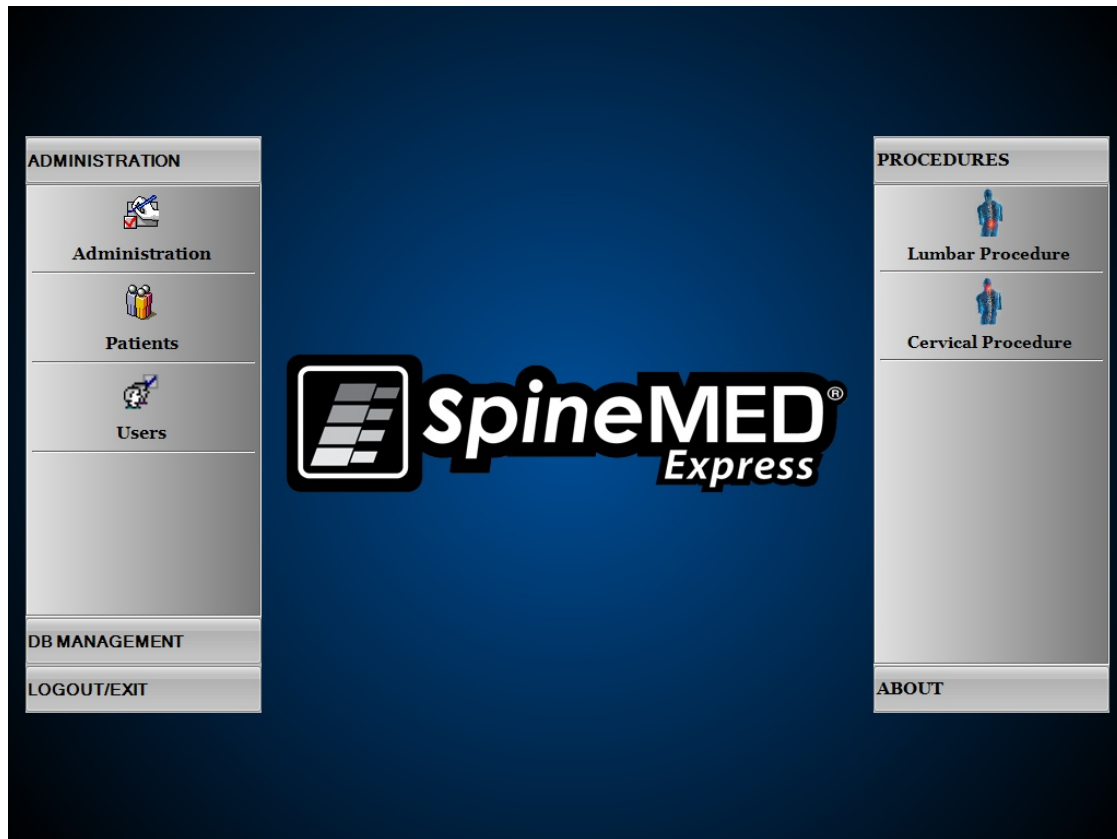 ADMINISTRATION
Administration
Patients
Users
DB MANAGEMENT
LOGOUT/EXIT
SpineMED®
Express
PROCEDURES
Lumbar Procedure
Cervical Procedure
ABOUT